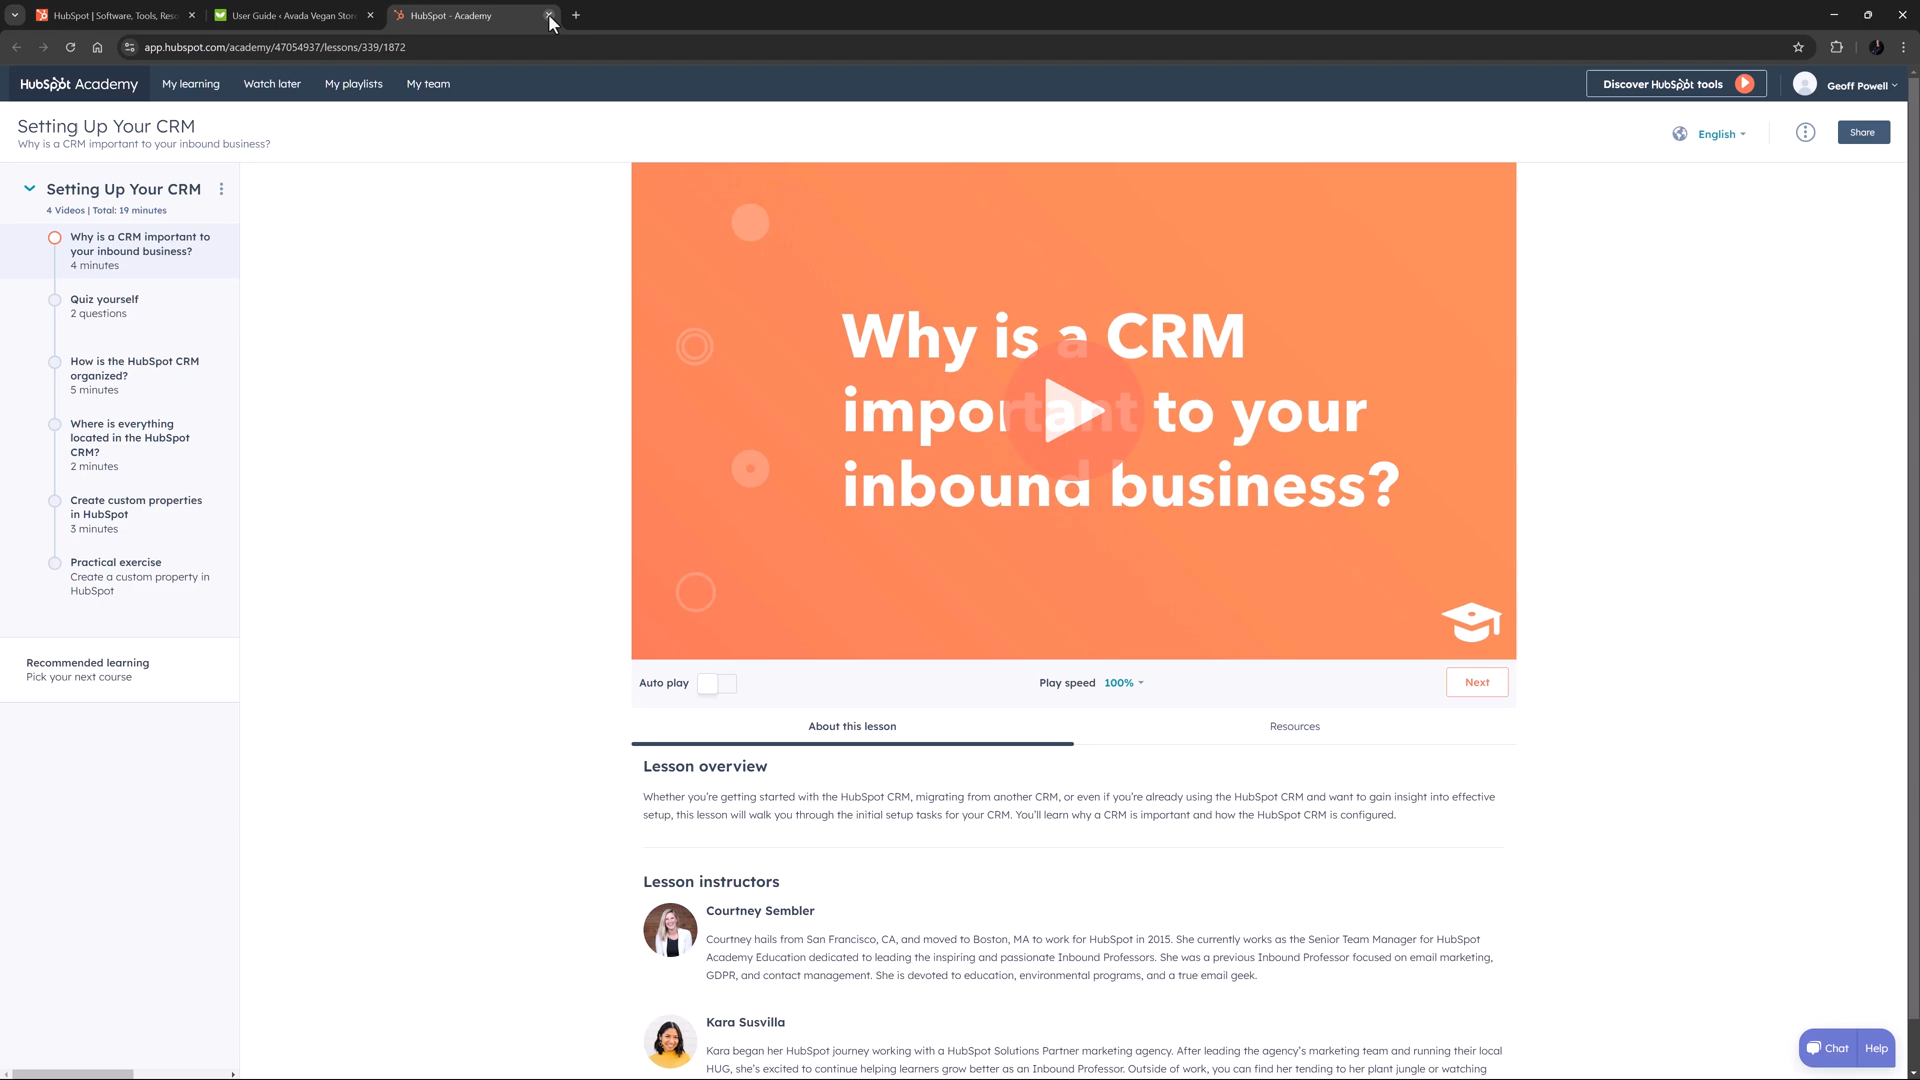 HubSpot | Software, Tools, Reso
User Guide ‹ Avada Vegan Store
HubSpot - Academy
app.hubspot.com/academy/47054937/lessons/339/1872
HubSpot Academy
My learning
Watch later
My playlists
My team
Discover HubSpot tools
Geoff Powell
Setting Up Your CRM
Why is a CRM important to your inbound business?
English
Share
Setting Up Your CRM
4 Videos | Total: 19 minutes
Why is a CRM important to
your inbound business?
4 minutes
Quiz yourself
2 questions
How is the HubSpot CRM
organized?
5 minutes
Where is everything
located in the HubSpot
CRM?
2 minutes
Create custom properties
in HubSpot
3 minutes
Practical exercise
Create a custom property in
HubSpot
Recommended learning
Pick your next course
Why is a CRM
important to your
inbound business?
Auto play
Play speed 100%
Next
About this lesson
Resources
Lesson overview
Whether you're getting started with the HubSpot CRM, migrating from another CRM, or even if you're already using the HubSpot CRM and want to gain insight into effective
setup, this lesson will walk you through the initial setup tasks for your CRM. You'll learn why a CRM is important and how the HubSpot CRM is configured.
Lesson instructors
Courtney Sembler
Courtney hails from San Francisco, CA, and moved to Boston, MA to work for HubSpot in 2015. She currently works as the Senior Team Manager for HubSpot
Academy Education dedicated to leading the inspiring and passionate Inbound Professors. She was a previous Inbound Professor focused on email marketing,
GDPR, and contact management. She is devoted to education, environmental programs, and a true email geek.
Kara Susvilla
Kara began her HubSpot journey working with a HubSpot Solutions Partner marketing agency. After leading the agency's marketing team and running their local
HUG, she's excited to continue helping learners grow better as an Inbound Professor. Outside of work, you can find her tending to her plant jungle or watching
Chat
Help